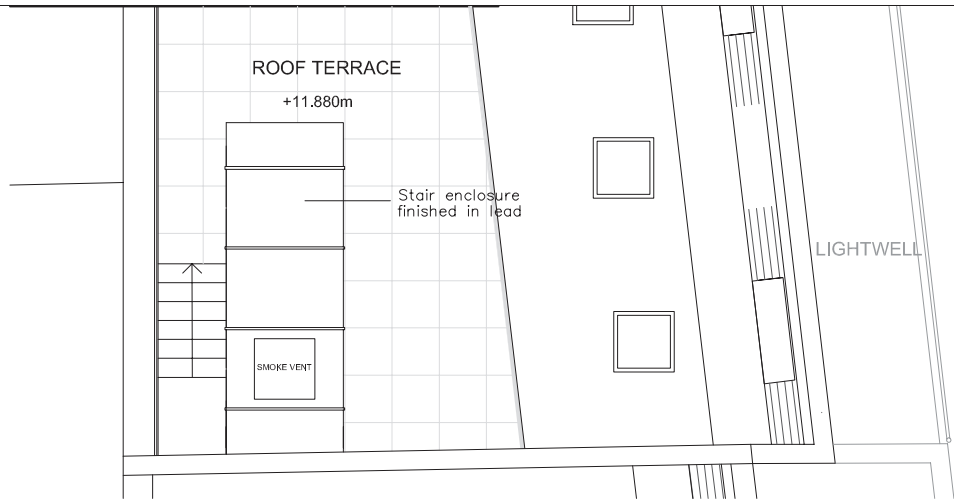 ROOF TERRACE
+11.880m
Stair enclosure
finished in lead
LIGHTWELL
SMOKE VENT